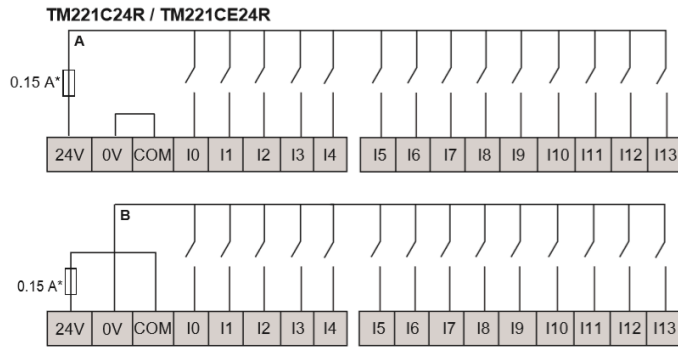 TM221C24R / TM221CE24R
A
0.15 A*
24V 0V COM I0 I1 I2 I3 I4 I5 I6 I7 I8 I9 I10 I11 I12 I13
B
0.15 A*
24V 0V COM I0 I1 I2 I3 I4 I5 I6 I7 I8 I9 I10 I11 I12 I13